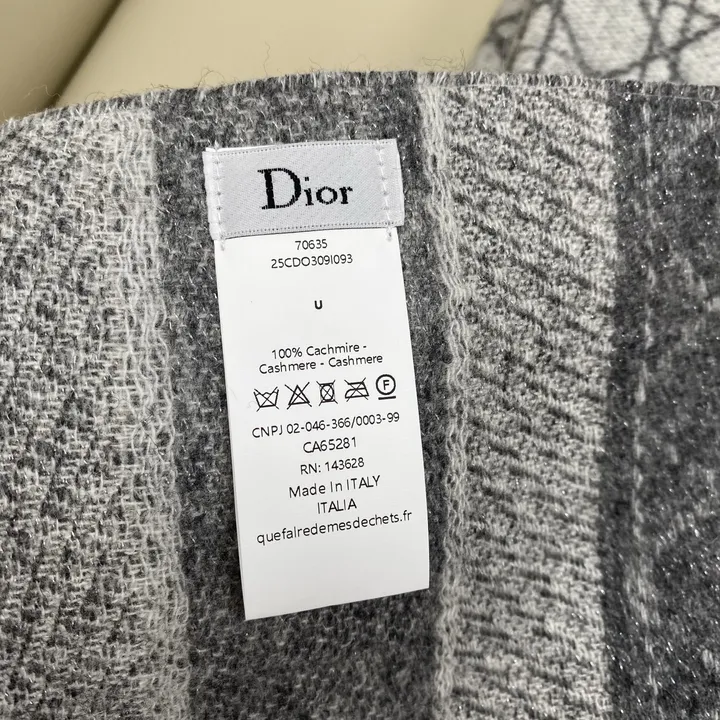 Dior
70635
25CDO309I093
U
100% Cachmire -
Cashmere - Cashmere
F
CNPJ 02-046-366/0003-99
CA65281
RN: 143628
Made In ITALY
ITALIA
quefalredemesdechets.fr